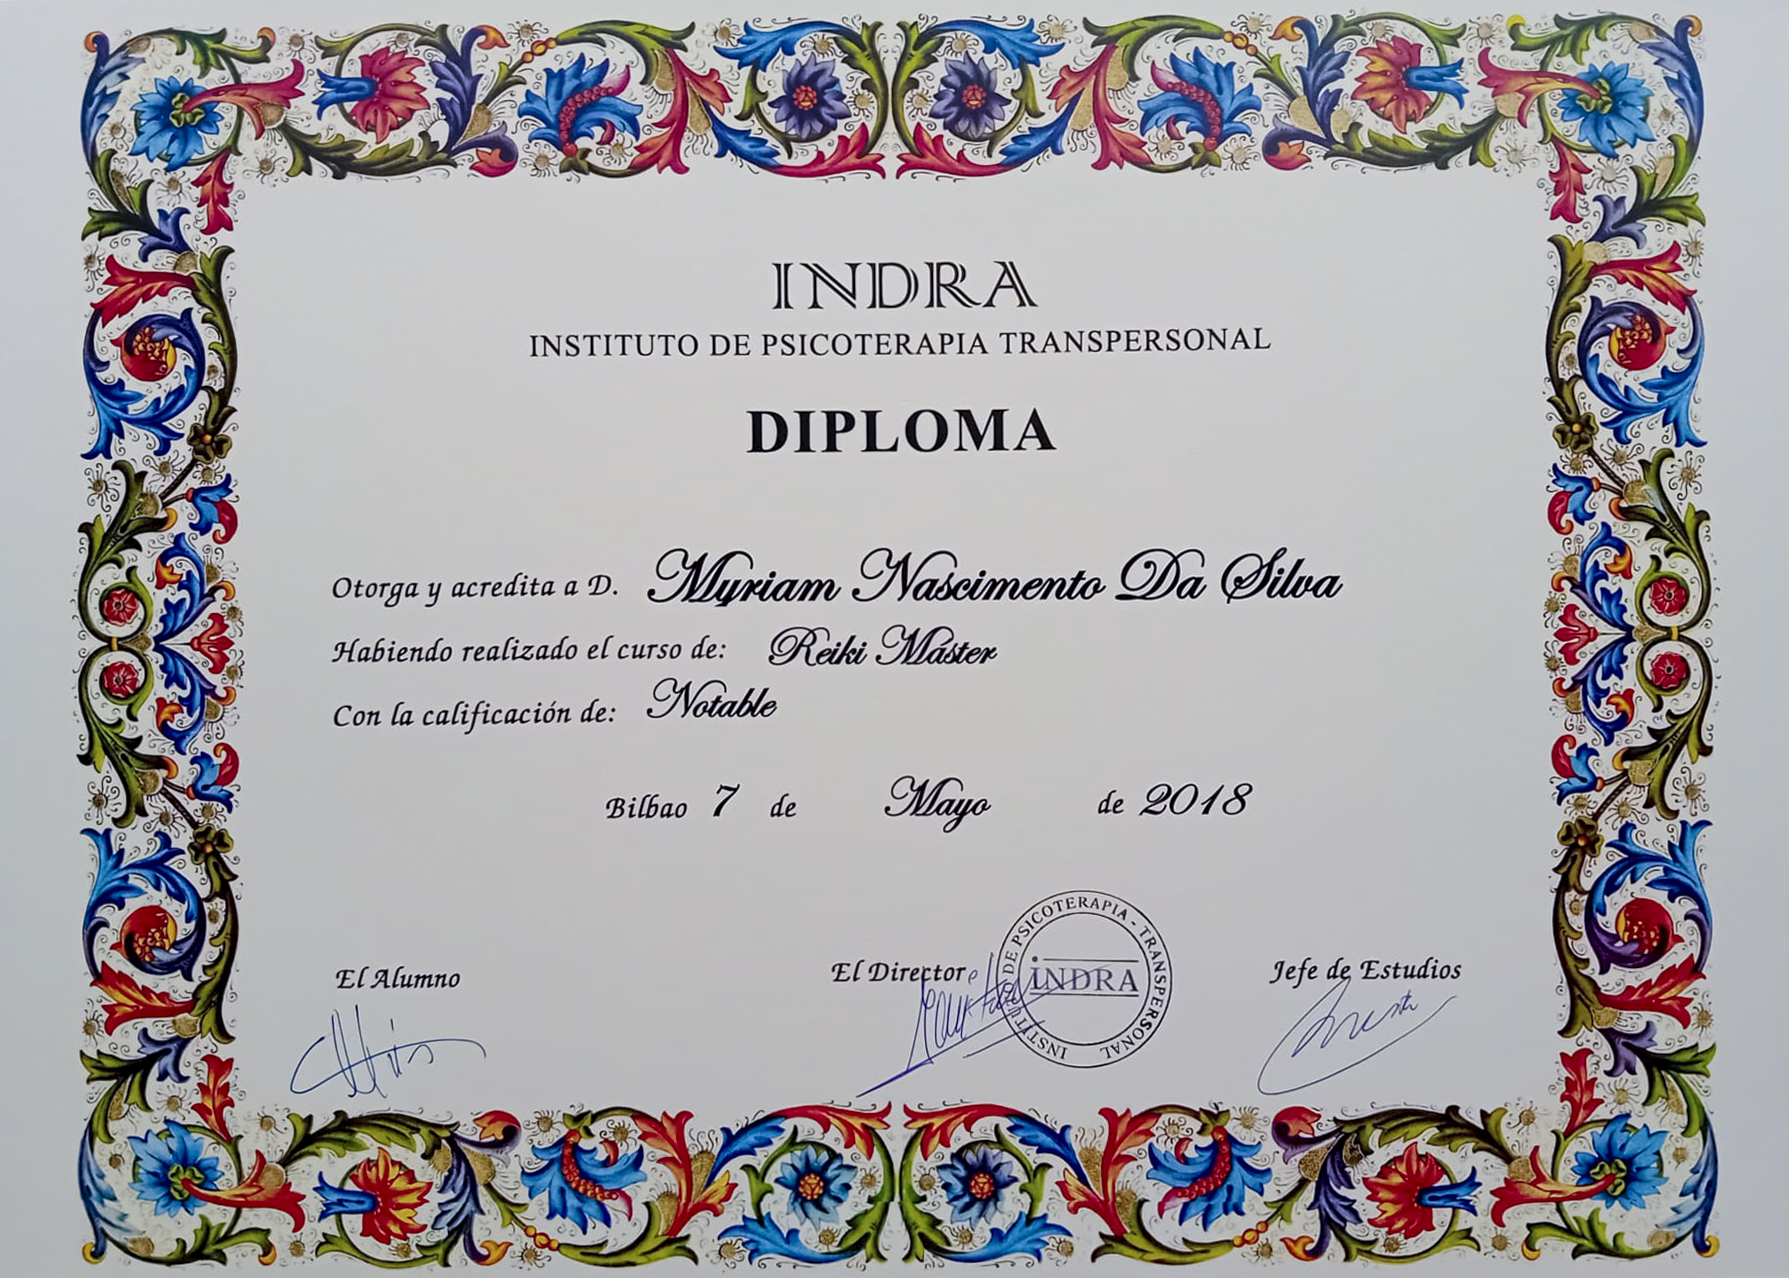 INDRA
INSTITUTO DE PSICOTERAPIA TRANSPERSONAL
DIPLOMA
Otorga y acredita a D. Myriam Nascimento Da Silva
Habiendo realizado el curso de: Reiki Máster
Con la calificación de: Notable
Bilbao 7 de Mayo de 2018
El Alumno El Director Jefe de Estudios
INSTITUTO DE PSICOTERAPIA - TRANSPERSONAL
INDRA